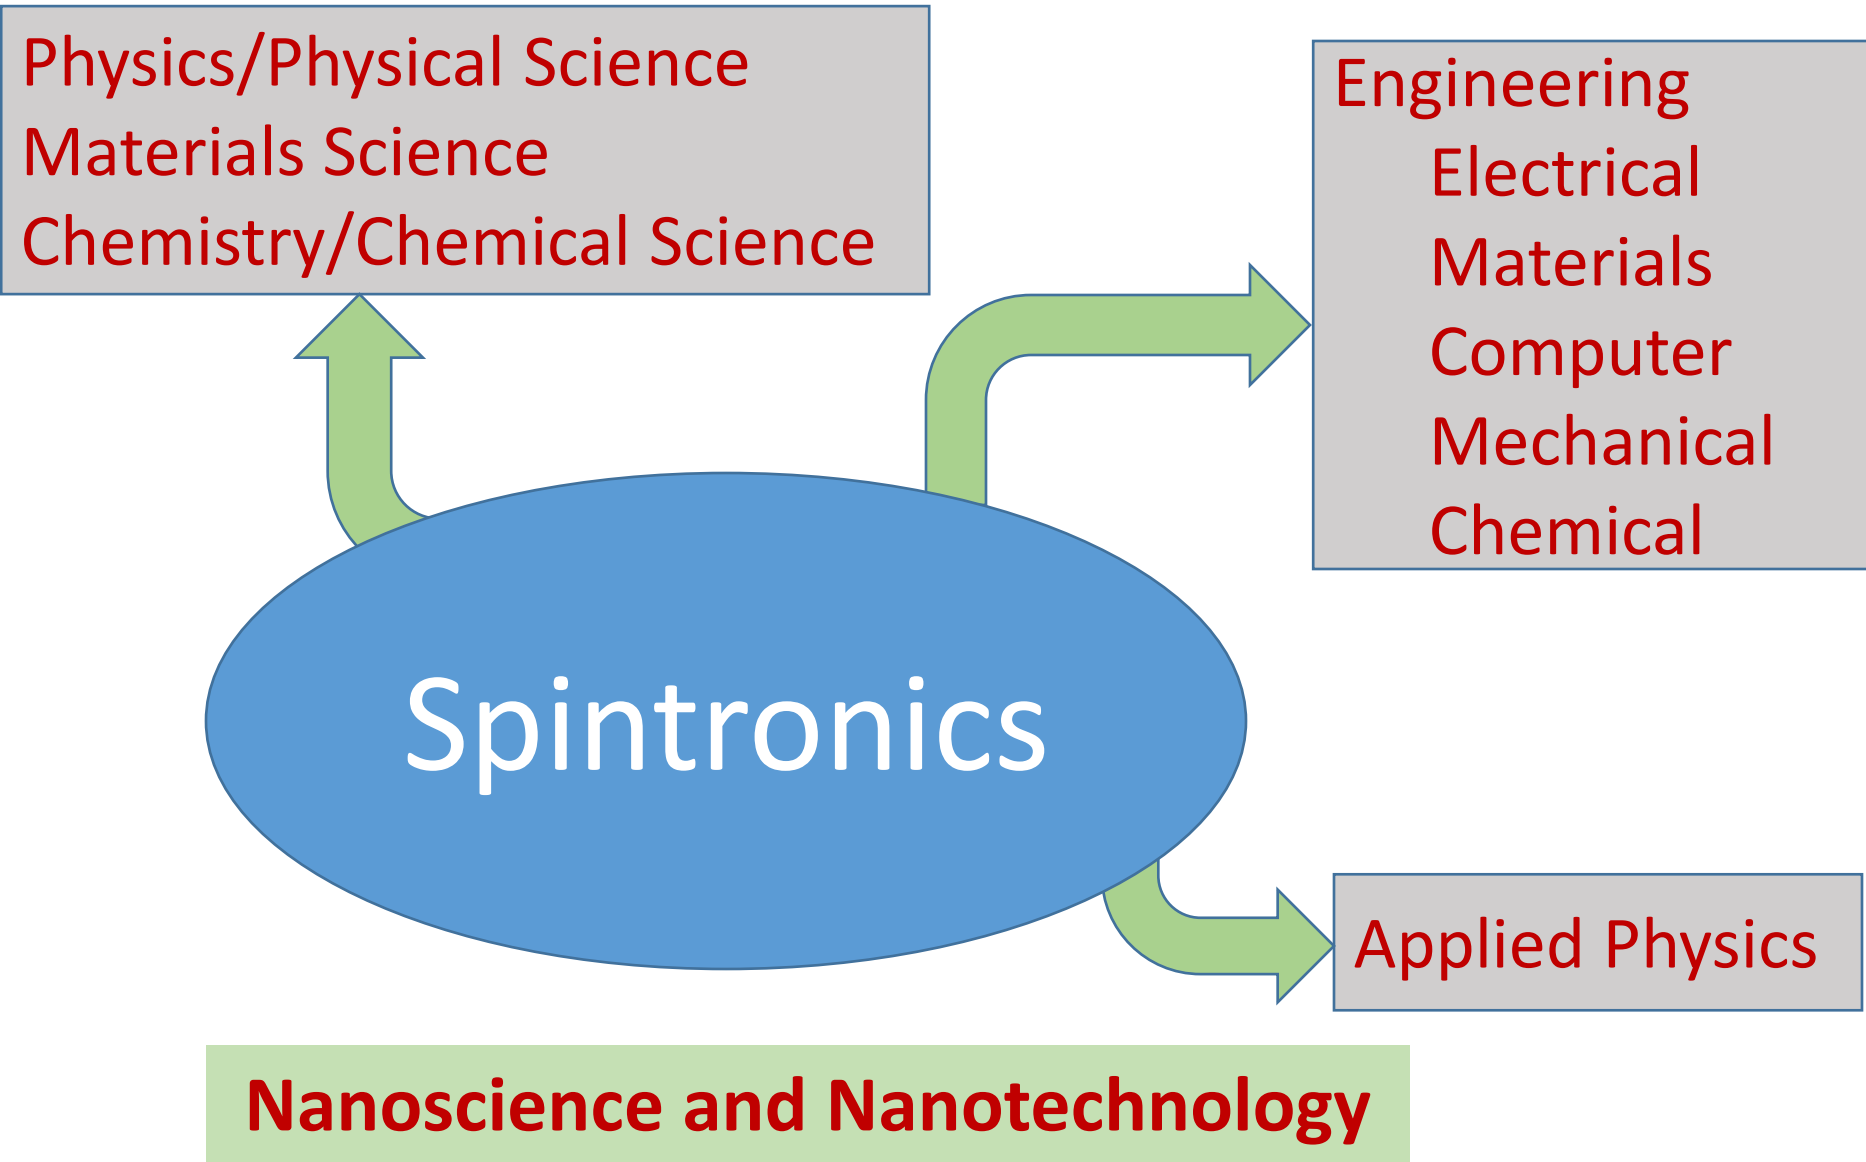 Physics/Physical Science
Materials Science
Chemistry/Chemical Science
Engineering
Electrical
Materials
Computer
Mechanical
Chemical
Spintronics
Applied Physics
Nanoscience and Nanotechnology